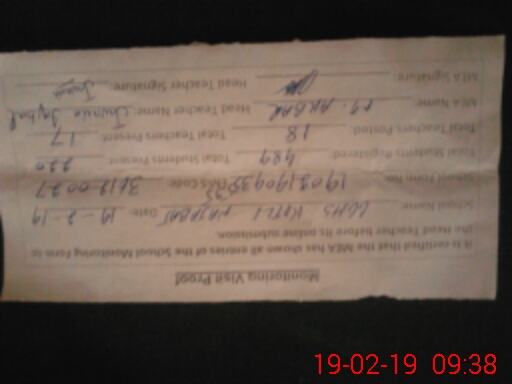 Monitoring Visit Proof
It is certified that the MEA has shown all entries of the School Monitoring Form to
the Head Teacher before its online submission.
School Name: GGHS KOTLI Date: 19-2-19
School Form No: EMIS Code:
Total Students Registered: 489 Total Students Present: 220
Total Teachers Posted: 18 Total Teachers Present: 17
MEA Name: M. AKBAR Head Teacher Name: Iqbal
MEA Signature: Head Teacher Signature:
19-02-19 09:38